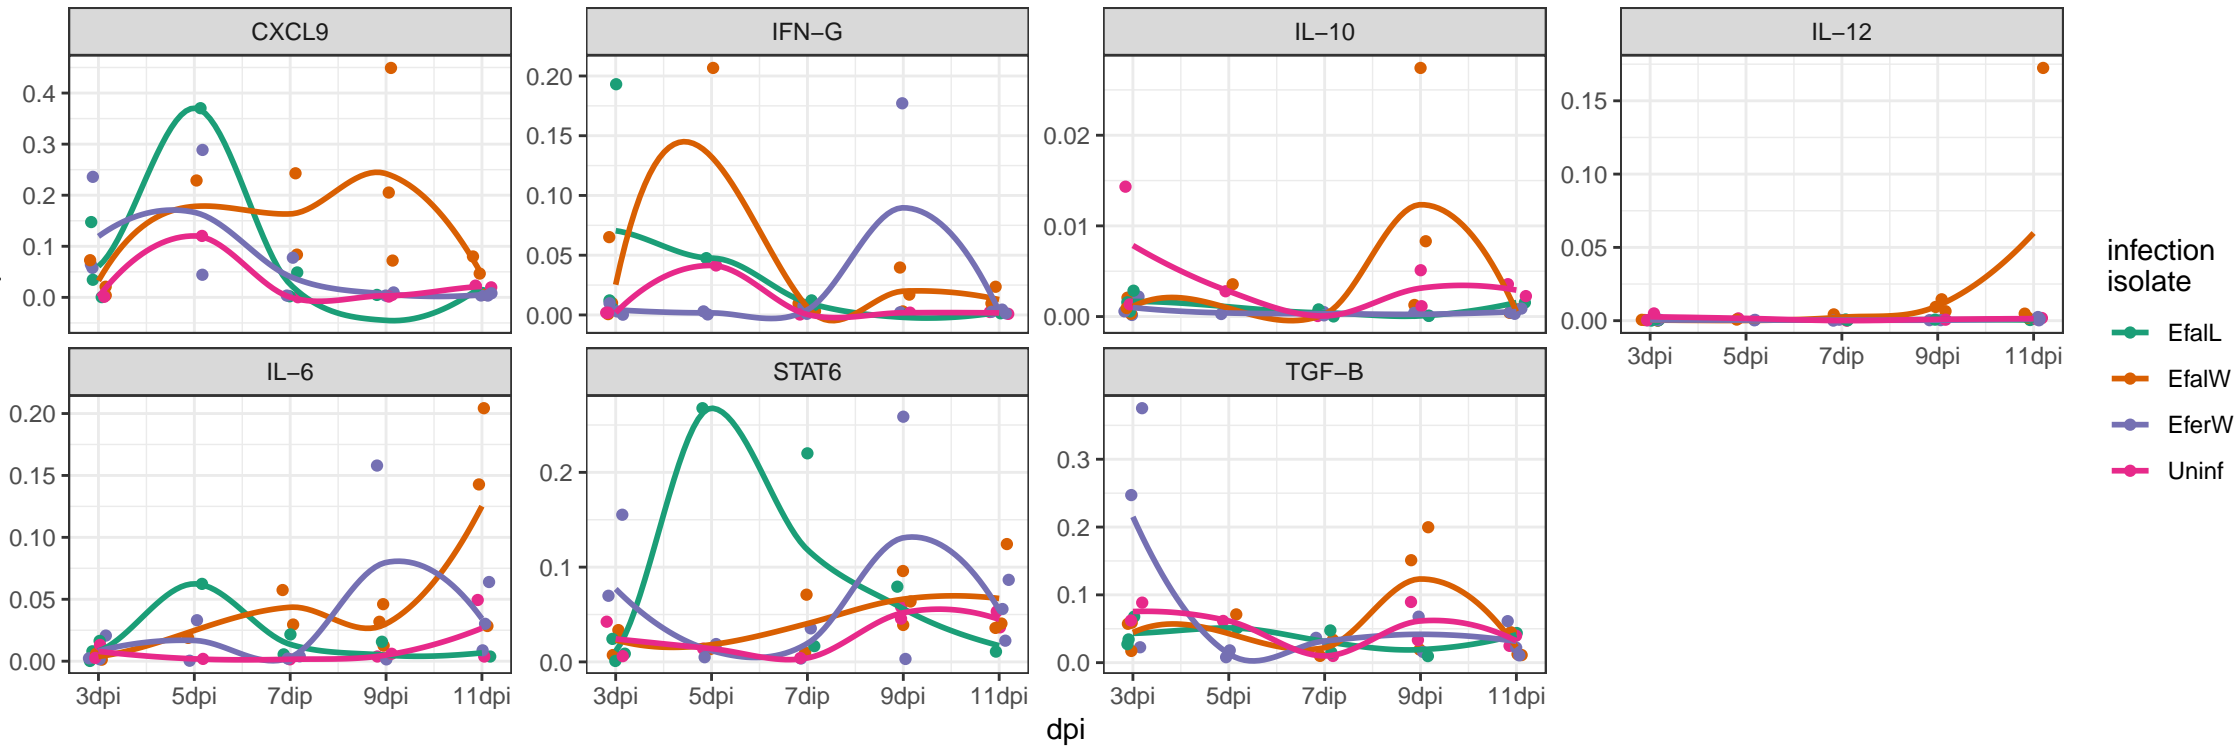 CXCL9
IFN−G
IL−10
IL−12
0.4
0.3
0.2
0.1
0.0
0.20
0.15
0.10
0.05
0.00
0.02
0.01
0.00
0.15
0.10
0.05
0.00
3dpi 5dpi 7dip 9dpi 11dpi
IL−6
STAT6
TGF−B
0.20
0.15
0.10
0.05
0.00
0.2
0.1
0.0
0.3
0.2
0.1
0.0
3dpi 5dpi 7dip 9dpi 11dpi
3dpi 5dpi 7dip 9dpi 11dpi
3dpi 5dpi 7dip 9dpi 11dpi
dpi
infection
isolate
EfalL
EfalW
EferW
Uninf